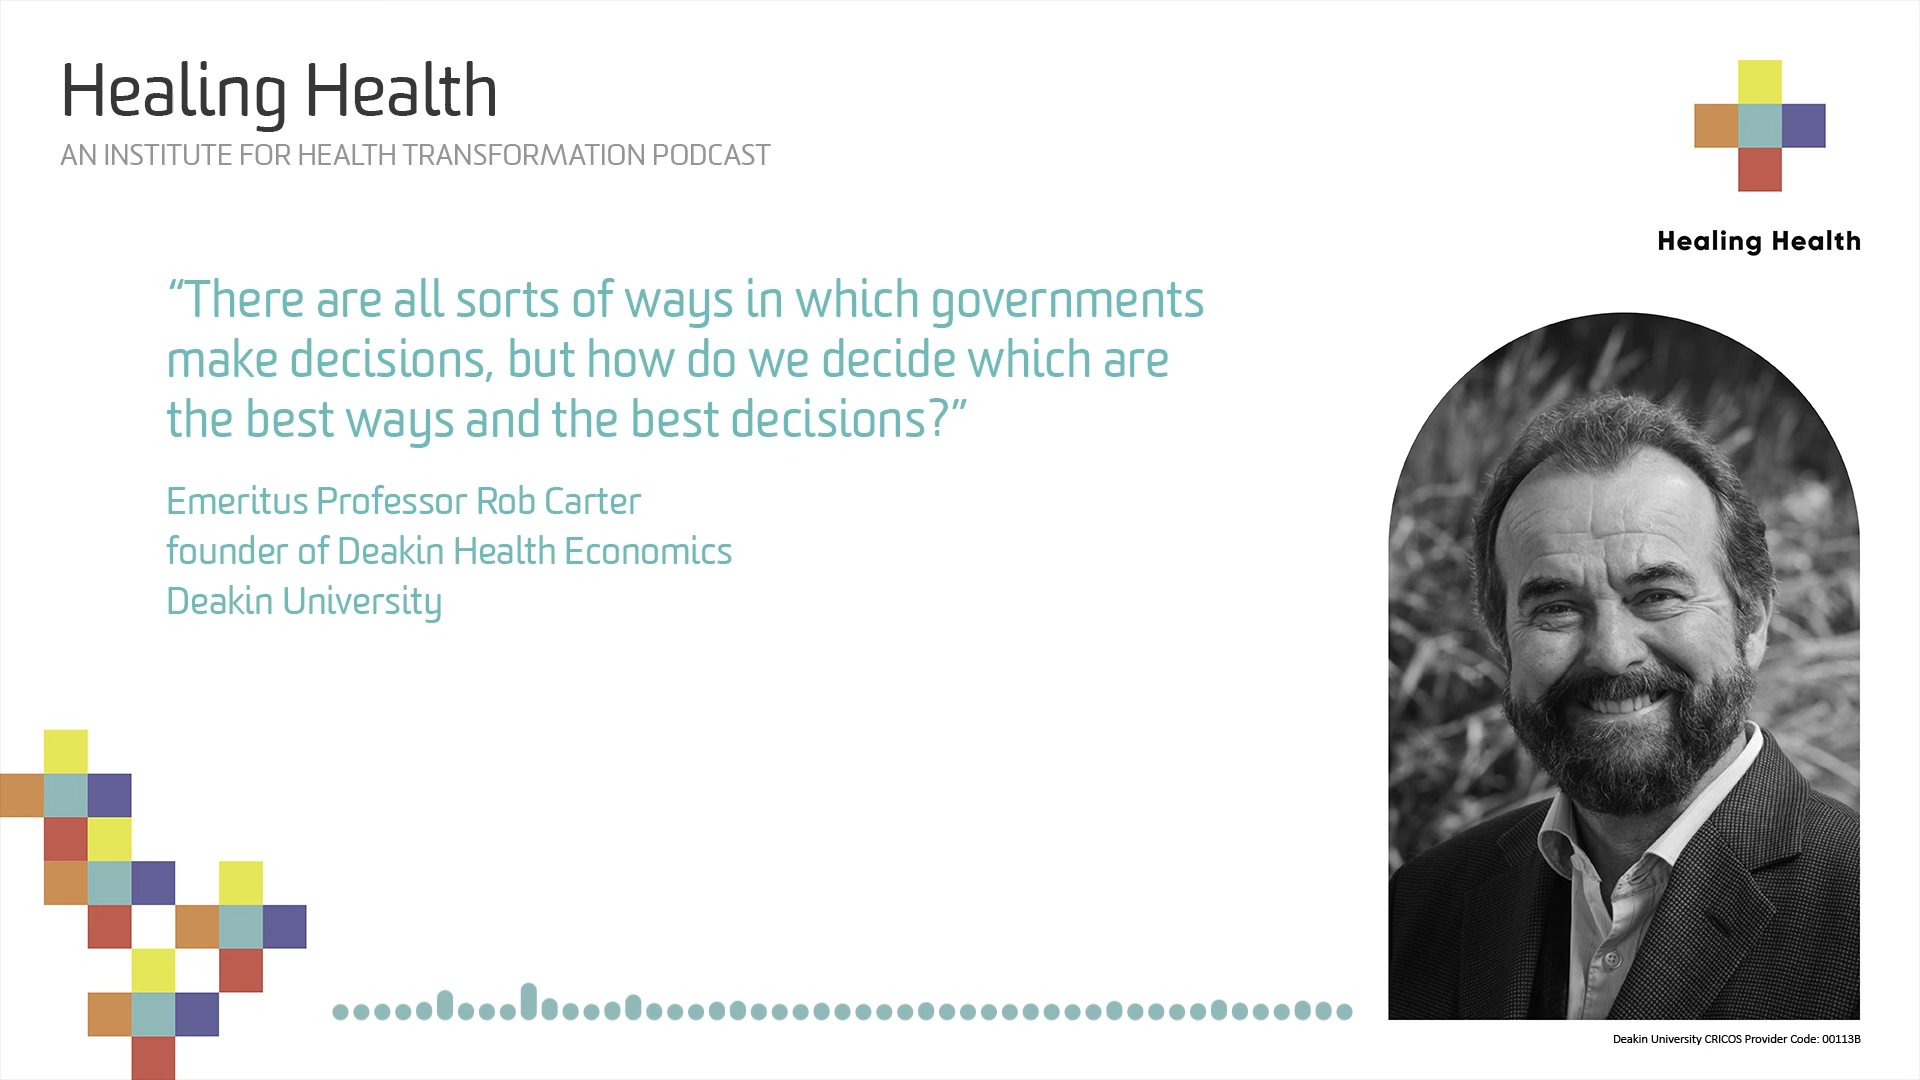 Healing Health
AN INSTITUTE FOR HEALTH TRANSFORMATION PODCAST
Healing Health
“There are all sorts of ways in which governments
make decisions, but how do we decide which are
the best ways and the best decisions?”
Emeritus Professor Rob Carter
founder of Deakin Health Economics
Deakin University
Deakin University CRICOS Provider Code: 00113B